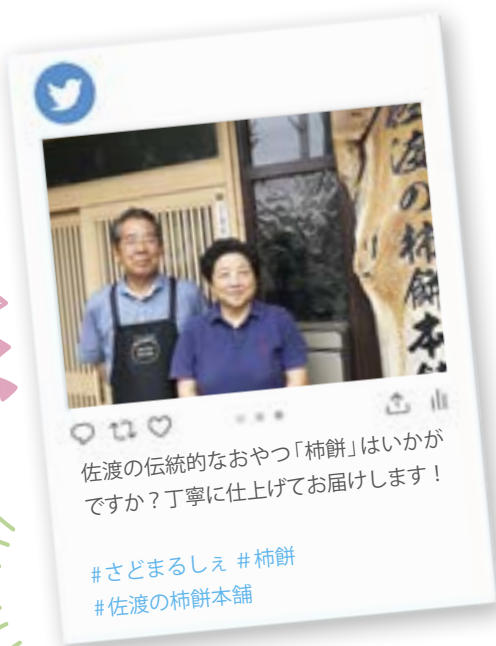 佐渡の柿餅本舗
佐渡の伝統的なおやつ「柿餅」はいかが
ですか？丁寧に仕上げてお届けします！
#さどまるしぇ #柿餅
#佐渡の柿餅本舗